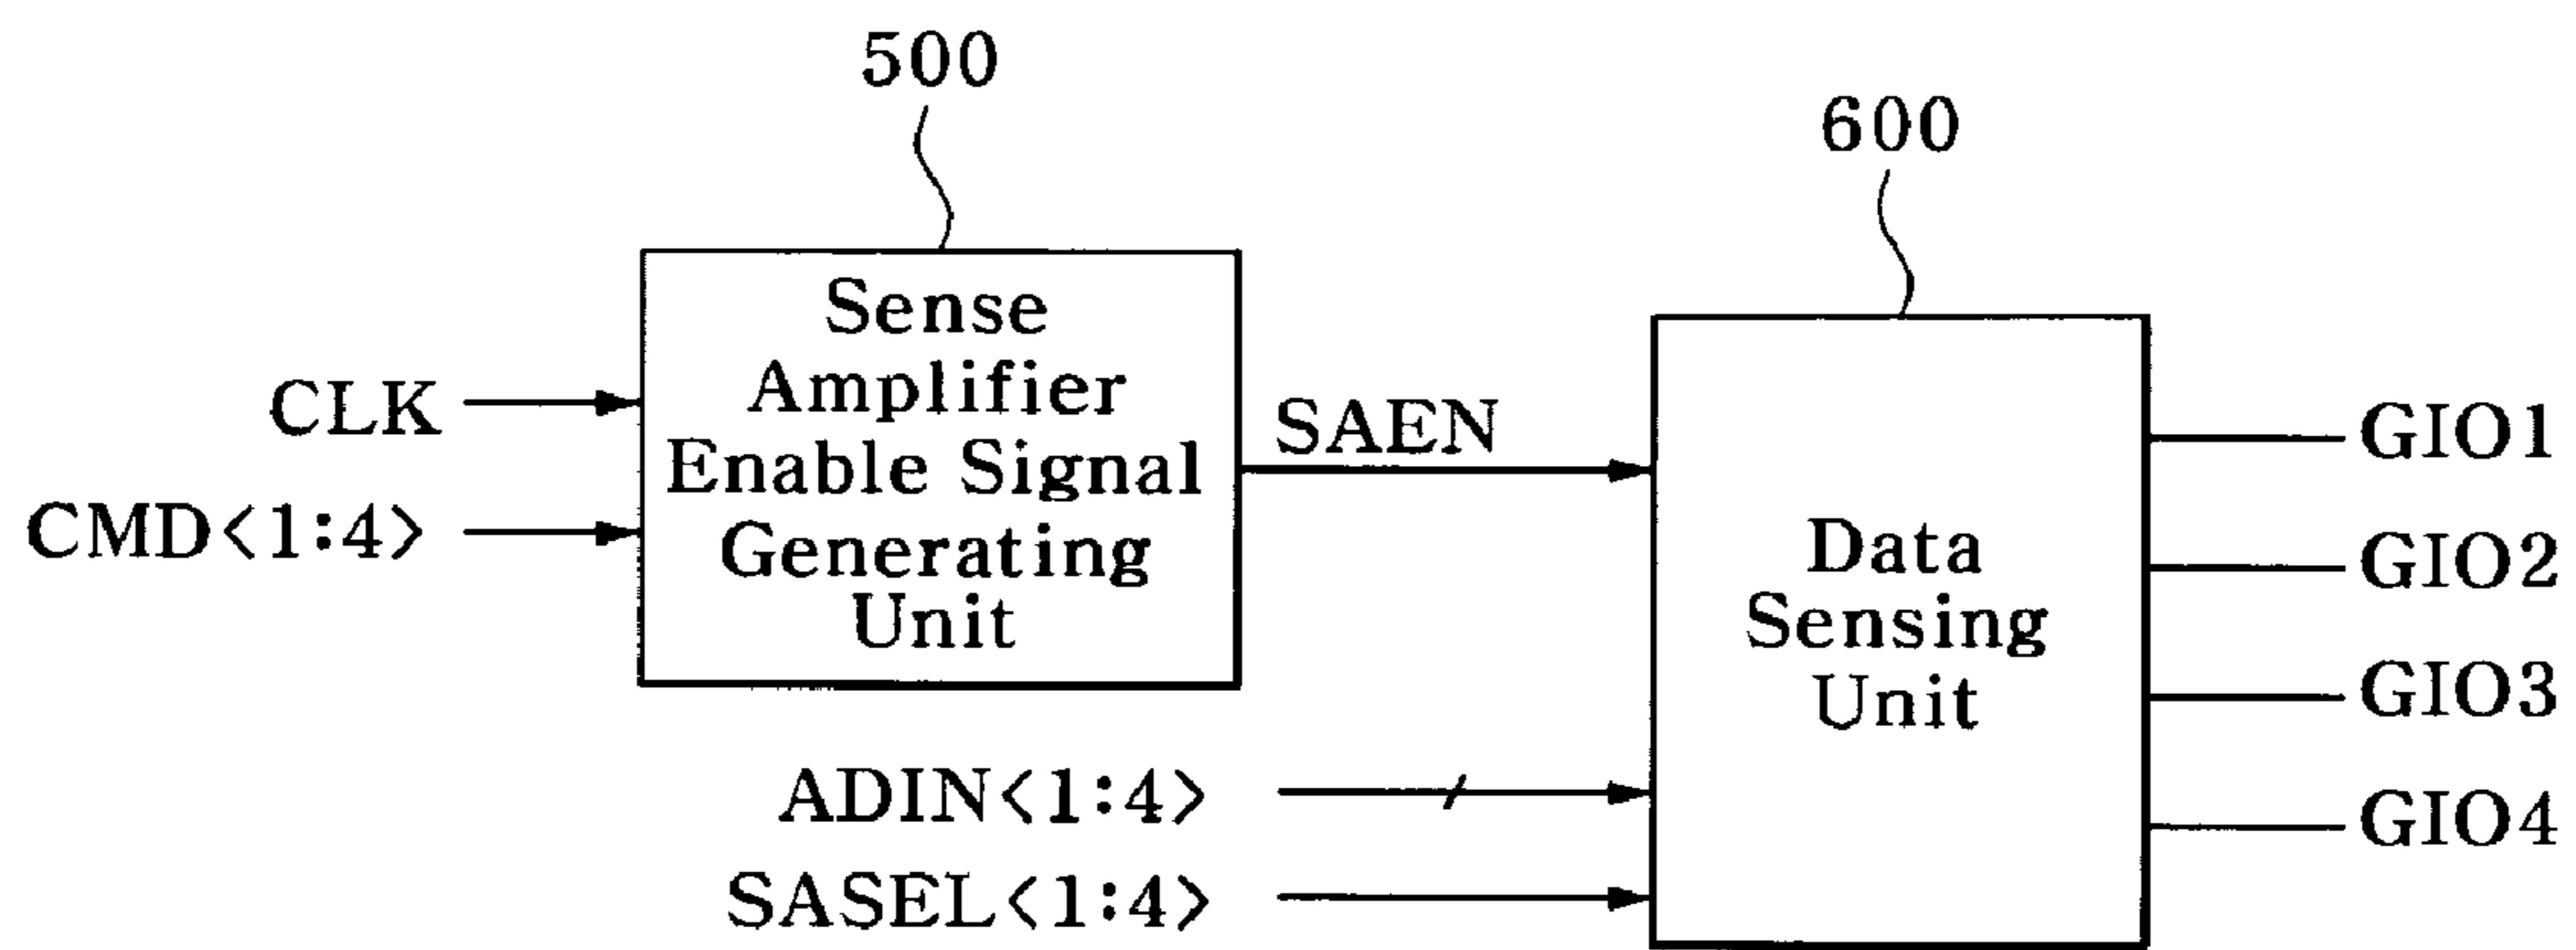 500
600
Sense
Amplifier
Enable Signal
Generating
Unit
CLK
CMD<1:4>
SAEN
Data
Sensing
Unit
ADIN<1:4>
SASEL<1:4>
GIO1
GIO2
GIO3
GIO4